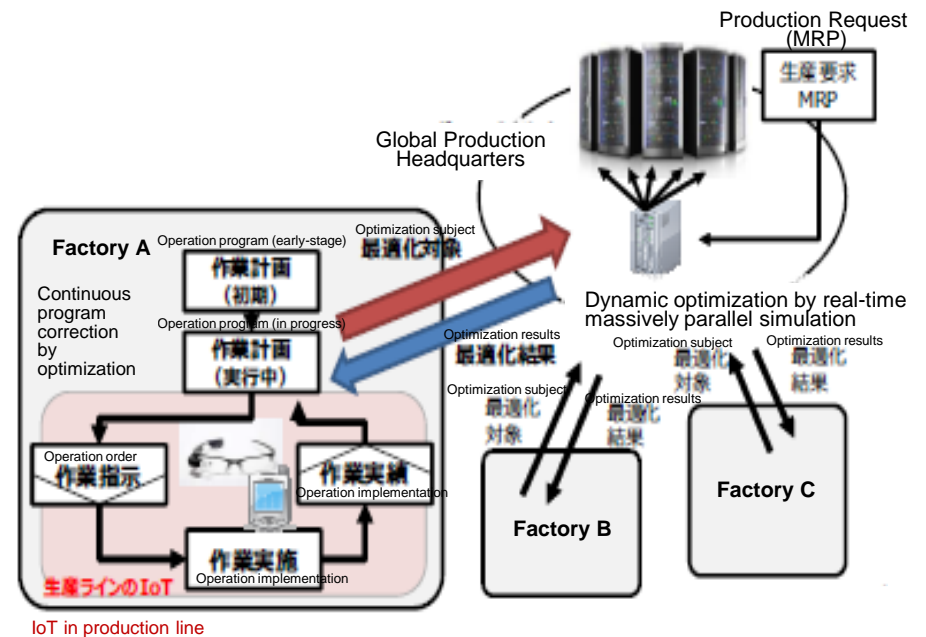 Production Request
(MRP)
生産要求
MRP
Global Production
Headquarters
Factory A
Operation program (early-stage)
作業計画
(初期)
Optimization subject
最適化対象
Continuous
program
correction
by
optimization
Operation program (in progress)
作業計画
(実行中)
Optimization results
最適化結果
Dynamic optimization by real-time
massively parallel simulation
Optimization subject
最適化
対象
Optimization results
最適化
結果
Optimization subject
最適化
対象
Optimization results
最適化
結果
Operation order
作業指示
作業実績
Operation implementation
作業実施
Operation implementation
生産ラインのIoT
Factory B
Factory C
IoT in production line